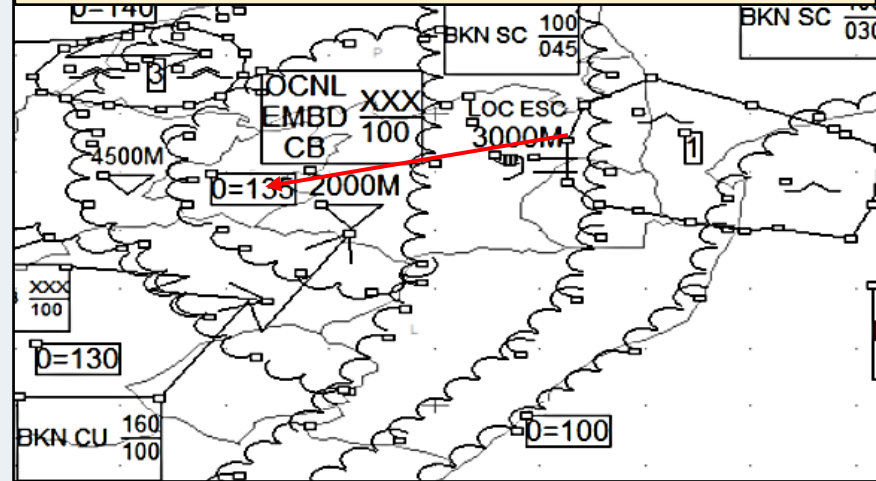 0=140
BKN SC 100
045
BKN SC
030
3
OCNL
EMBD XXX
CB 100
LOC ESC
3000M
1
4500M
0=135 2000M
P
L
XXX
100
0=130
BKN CU 160
100
0=100